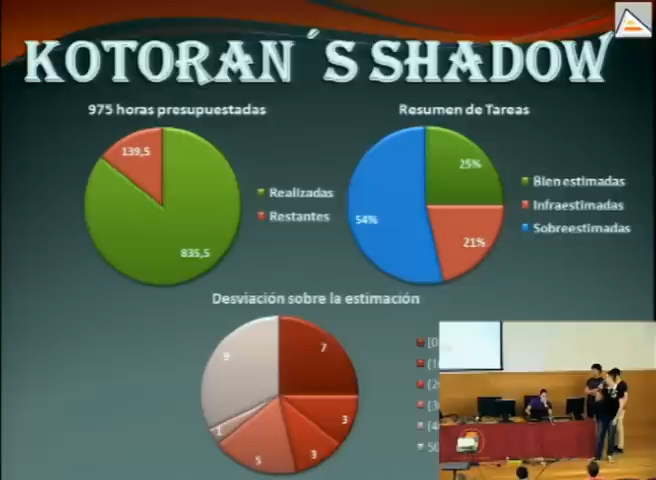 KOTORAN´S SHADOW
975 horas presupuestadas
139,5
835,5
Realizadas
Restantes
Resumen de Tareas
25%
21%
54%
Bien estimadas
Infraestimadas
Sobreestimadas
Desviación sobre la estimación
7
3
3
5
1
9